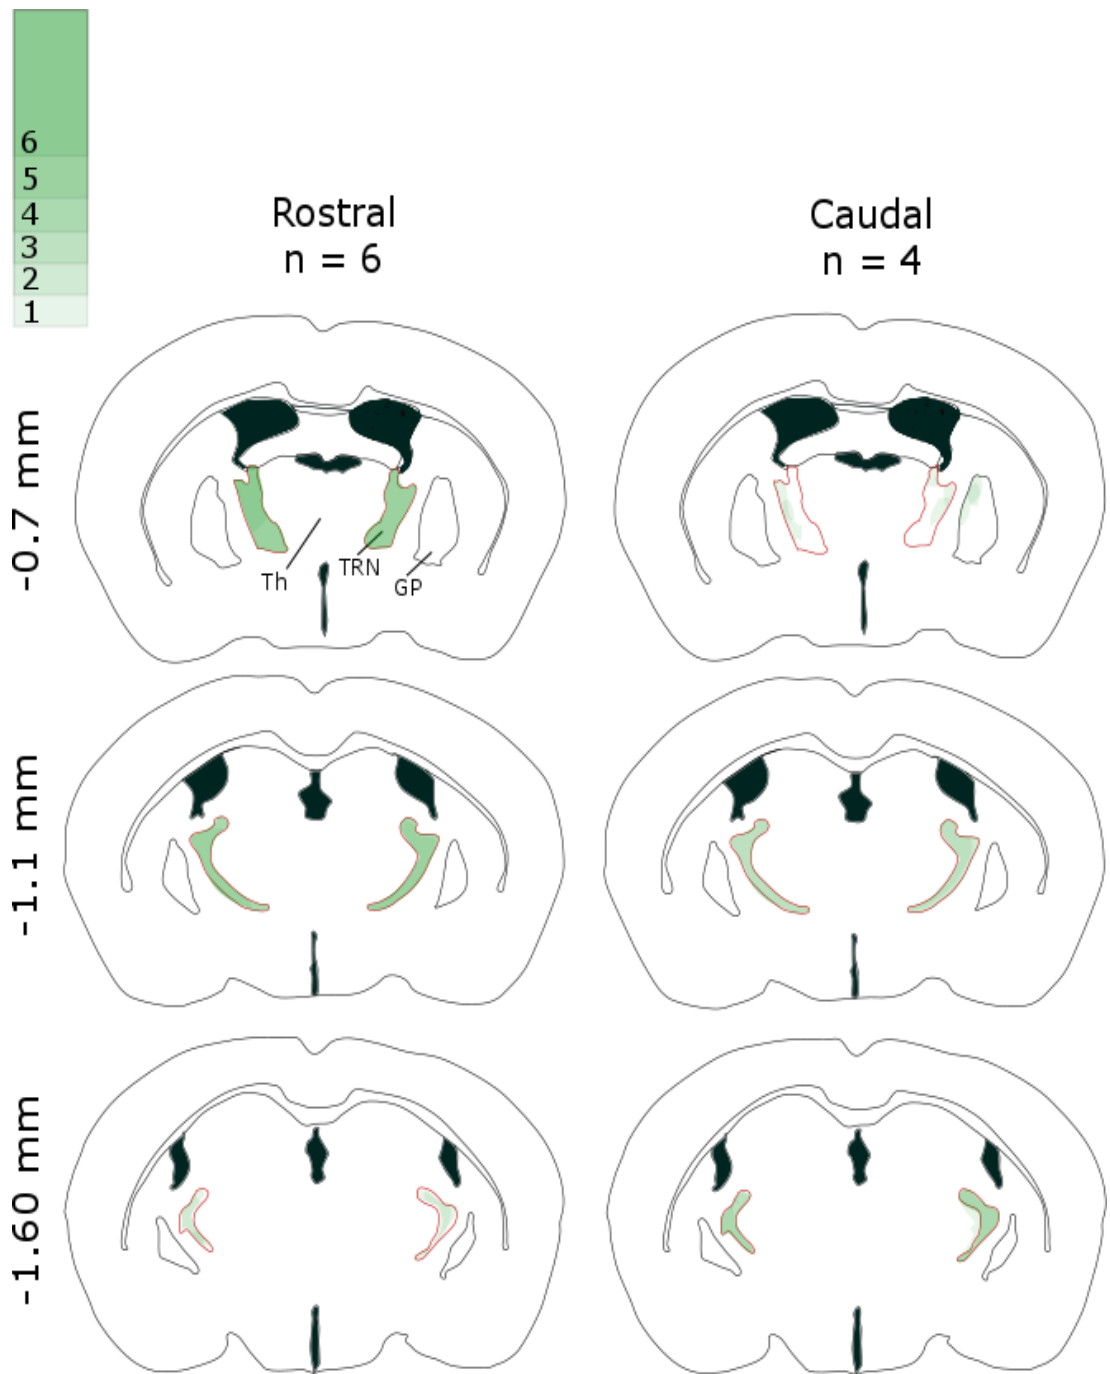 6
5
4
3
2
1
Rostral
n = 6
Caudal
n = 4
-0.7 mm
Th
TRN
GP
-1.1 mm
-1.60 mm